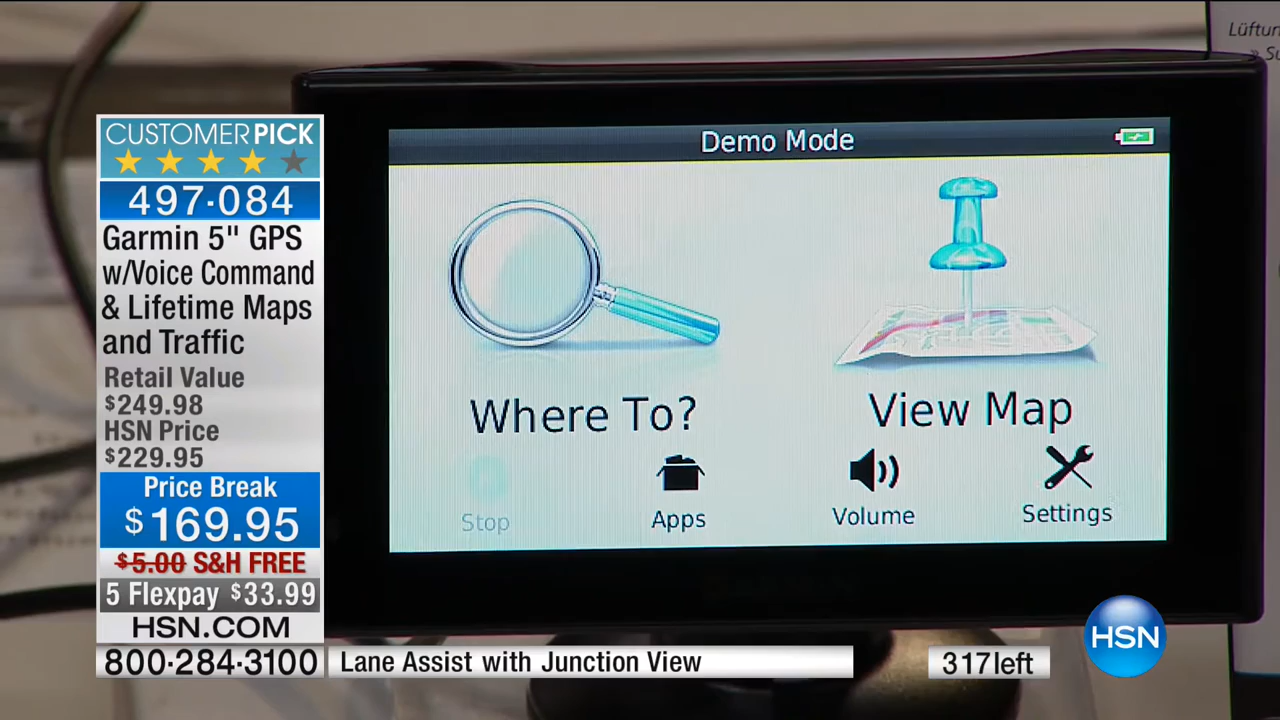 CUSTOMER PICK
497-084
Garmin 5" GPS
w/Voice Command
& Lifetime Maps
and Traffic
Retail Value
$249.98
HSN Price
$229.95
Price Break
$169.95
$5.00 S&H FREE
5 Flexpay $33.99
HSN.COM
800-284-3100
Lane Assist with Junction View
317 left
HSN
Demo Mode
Where To?
View Map
Stop
Apps
Volume
Settings